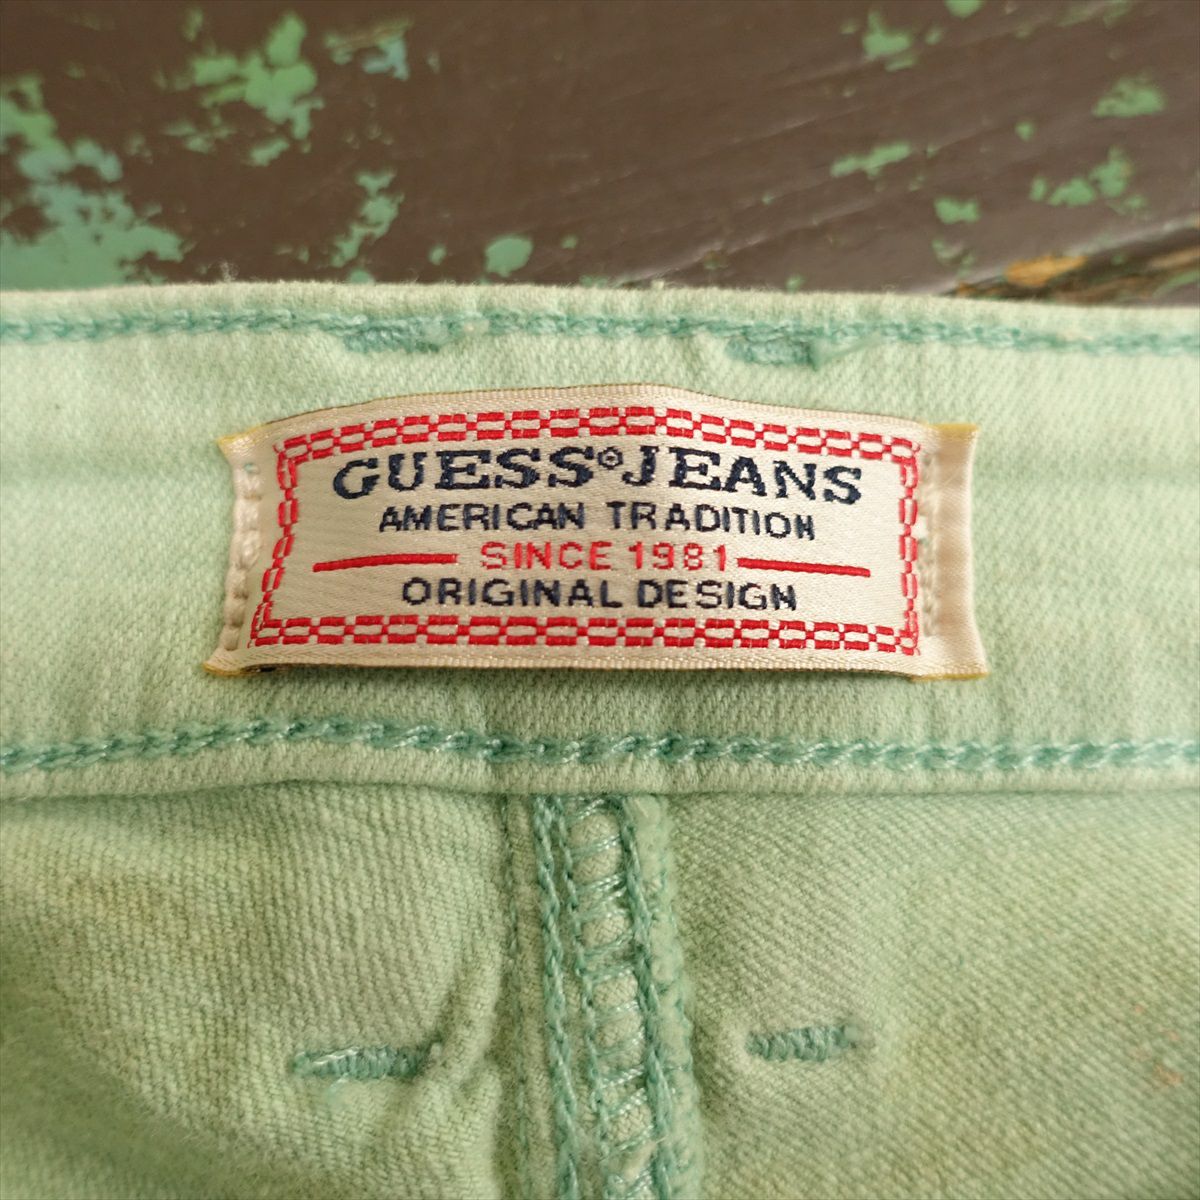 GUESS® JEANS
AMERICAN TRADITION
SINCE 1981
ORIGINAL DESIGN